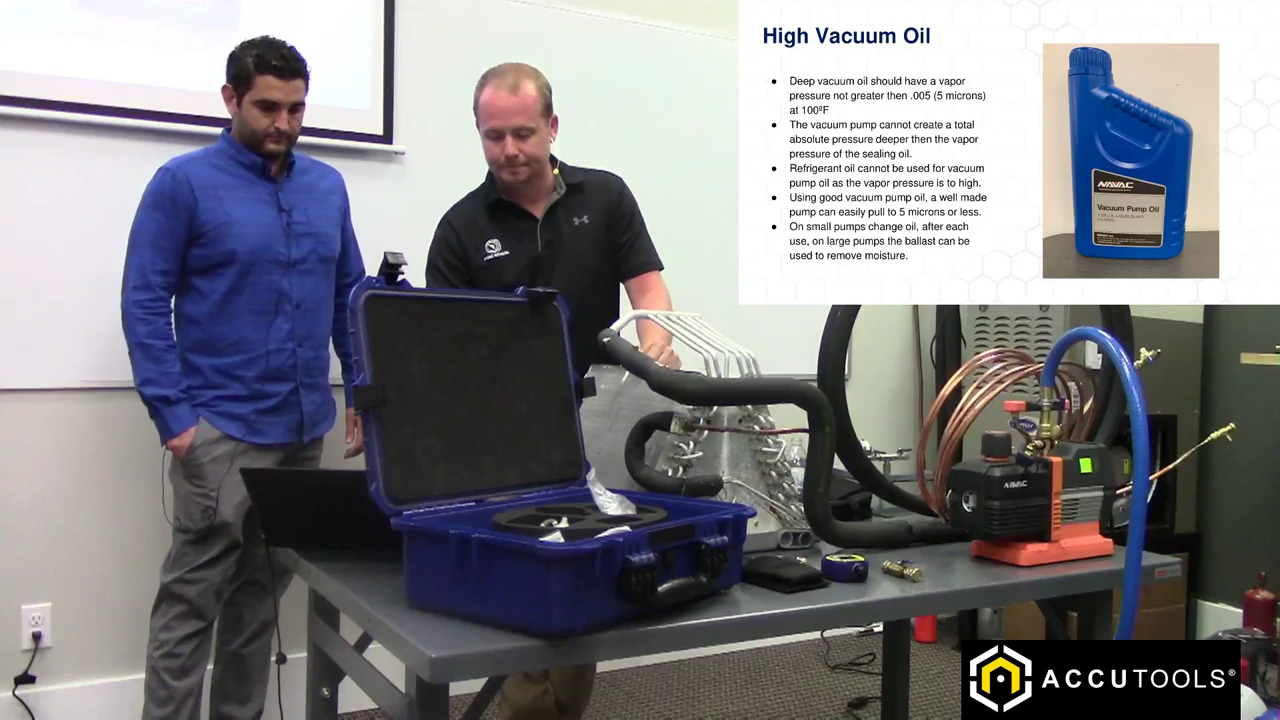 High Vacuum Oil
● Deep vacuum oil should have a vapor
pressure not greater then .005 (5 microns)
at 100ºF
● The vacuum pump cannot create a total
absolute pressure deeper then the vapor
pressure of the sealing oil.
● Refrigerant oil cannot be used for vacuum
pump oil as the vapor pressure is to high.
● Using good vacuum pump oil, a well made
pump can easily pull to 5 microns or less.
● On small pumps change oil, after each
use, on large pumps the ballast can be
used to remove moisture.
NAVAC
Vacuum Pump Oil
NAVAC
ACCUTOOLS®